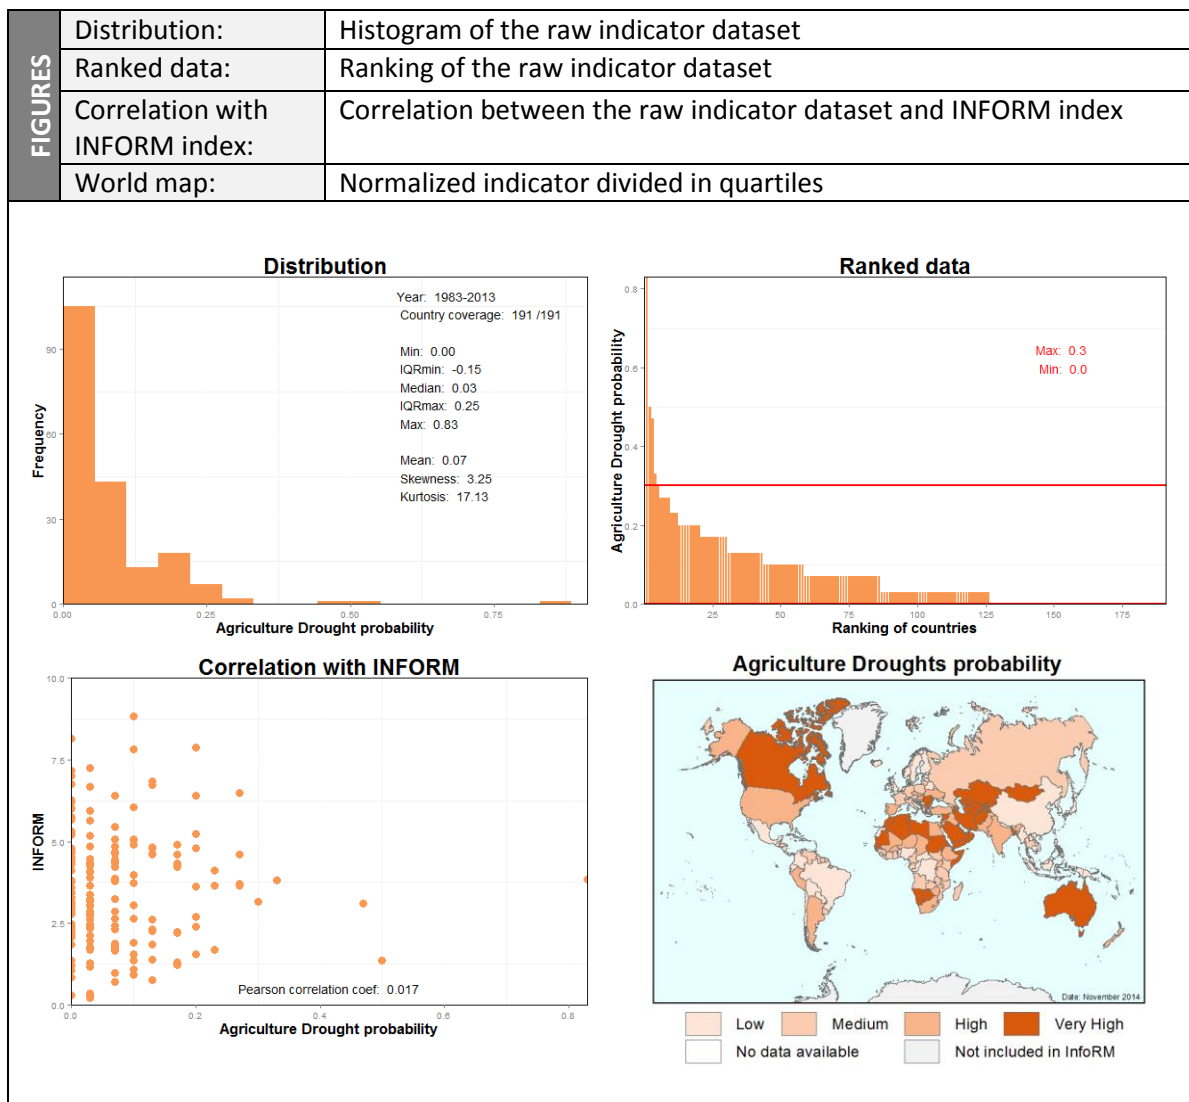 FIGURES
Distribution: Histogram of the raw indicator dataset
Ranked data: Ranking of the raw indicator dataset
Correlation with Correlation between the raw indicator dataset and INFORM index
INFORM index:
World map: Normalized indicator divided in quartiles
Distribution
Year: 1983-2013
Country coverage: 191 /191
Min: 0.00
IQRmin: -0.15
Median: 0.03
IQRmax: 0.25
Max: 0.83
Mean: 0.07
Skewness: 3.25
Kurtosis: 17.13
Frequency
90
60
30
0
0.00 0.25 0.50 0.75
Agriculture Drought probability
Ranked data
Max: 0.3
Min: 0.0
Agriculture Drought probability
0.8
0.6
0.4
0.2
0.0
25 50 75 100 125 150 175
Ranking of countries
Correlation with INFORM
INFORM
10.0
7.5
5.0
2.5
0.0
Pearson correlation coef: 0.017
0.0 0.2 0.4 0.6 0.8
Agriculture Drought probability
Agriculture Droughts probability
Date: November 2014
Low Medium High Very High
No data available Not included in InfoRM